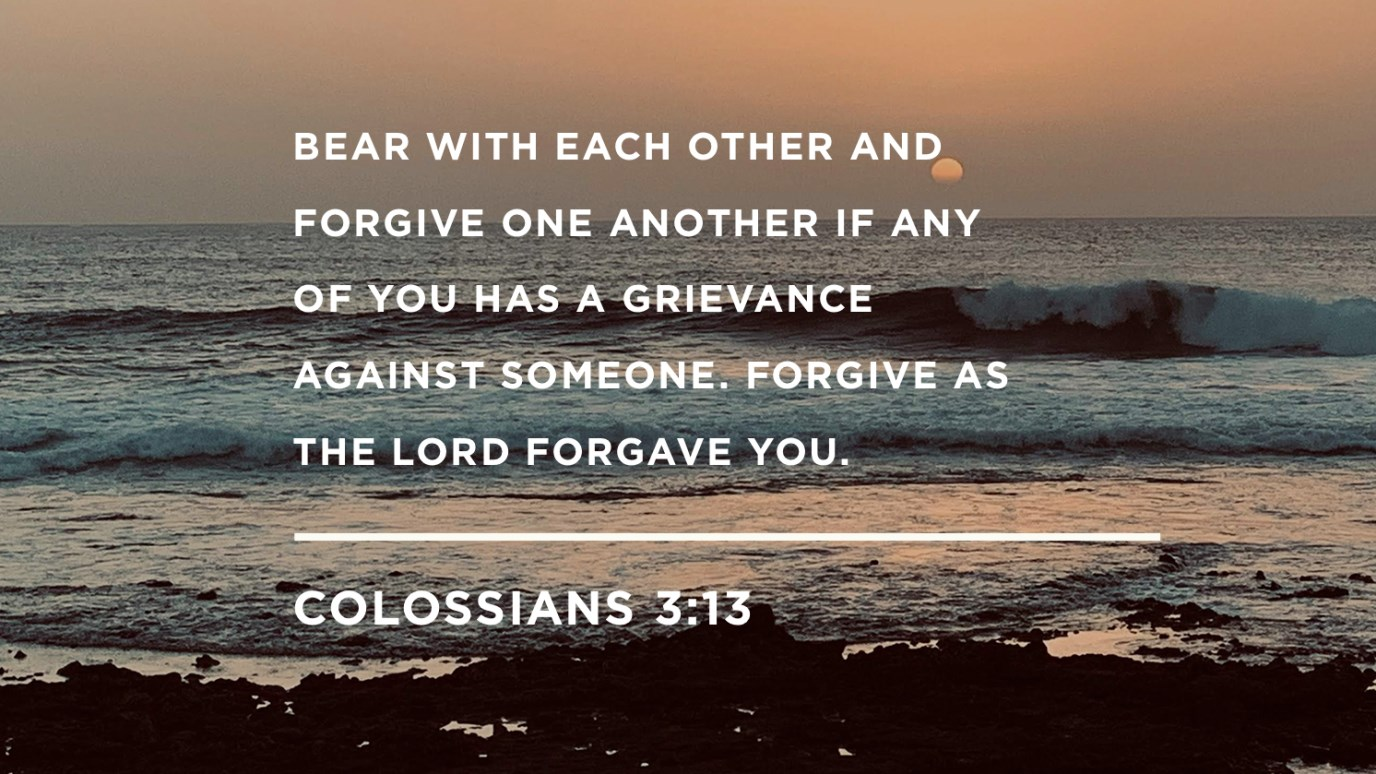 BEAR WITH EACH OTHER AND
FORGIVE ONE ANOTHER IF ANY
OF YOU HAS A GRIEVANCE
AGAINST SOMEONE. FORGIVE AS
THE LORD FORGAVE YOU.
COLOSSIANS 3:13